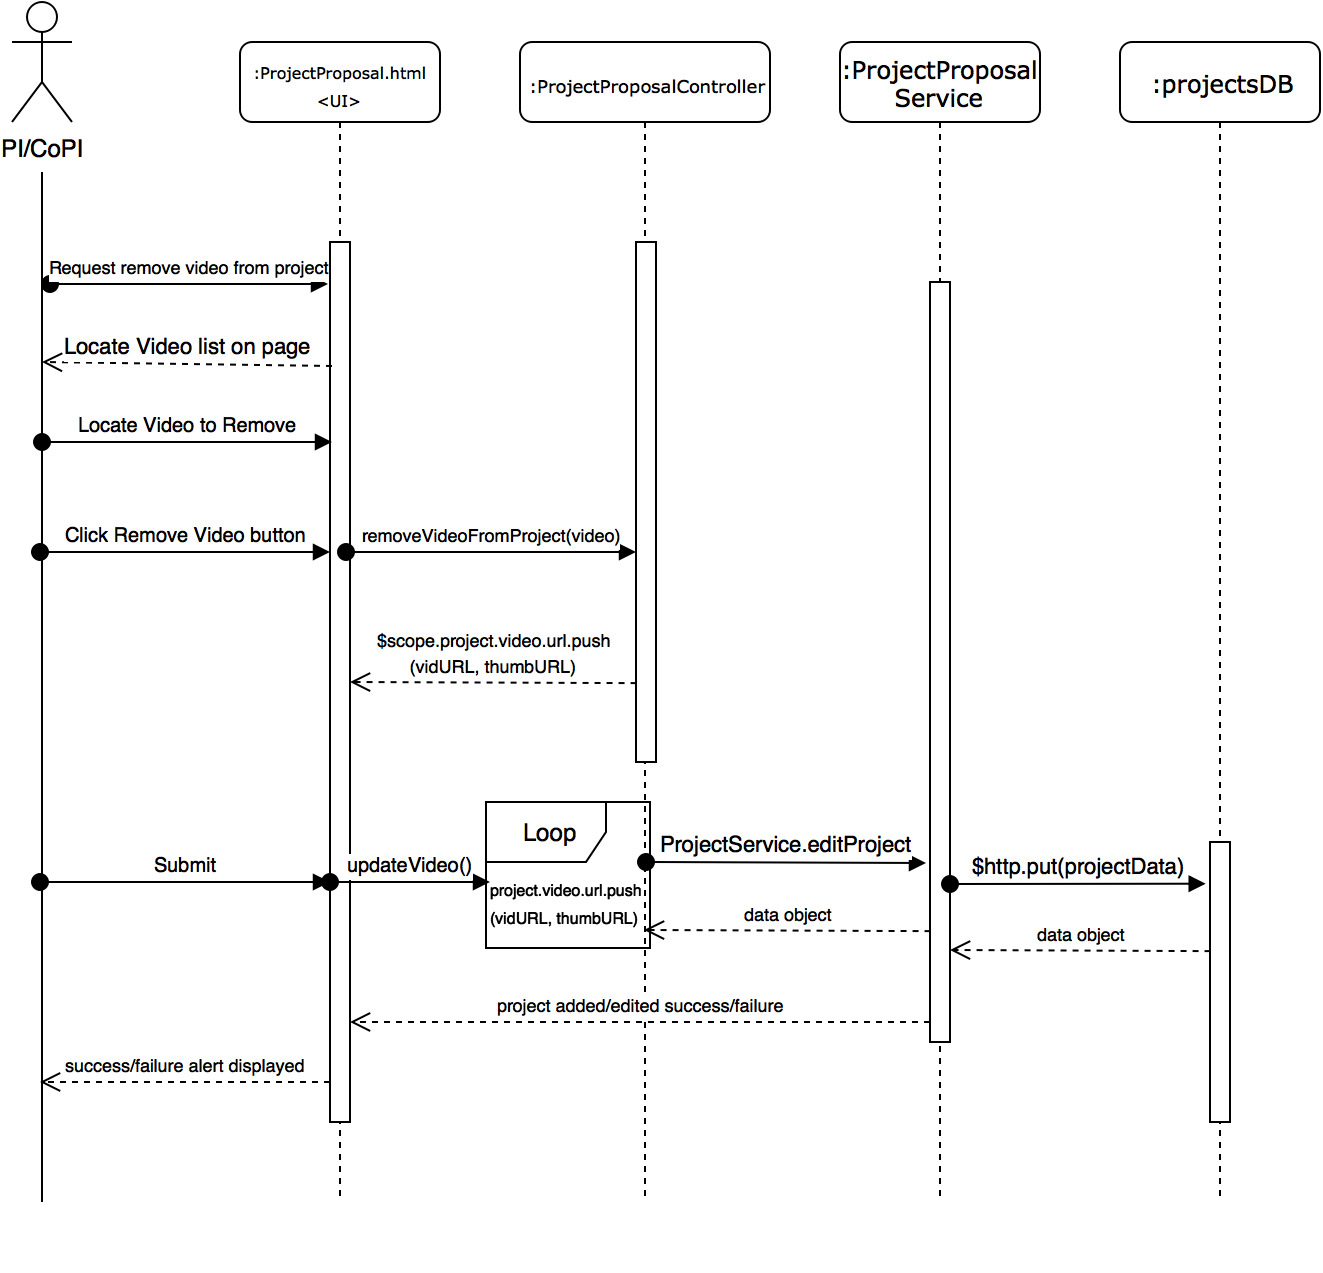 PI/CoPI
:ProjectProposal.html
<UI>
:ProjectProposalController
:ProjectProposal
Service
:projectsDB
Request remove video from project
Locate Video list on page
Locate Video to Remove
Click Remove Video button
removeVideoFromProject(video)
$scope.project.video.url.push
(vidURL, thumbURL)
Loop
ProjectService.editProject
Submit
updateVideo()
$http.put(projectData)
project.video.url.push
(vidURL, thumbURL)
data object
data object
project added/edited success/failure
success/failure alert displayed